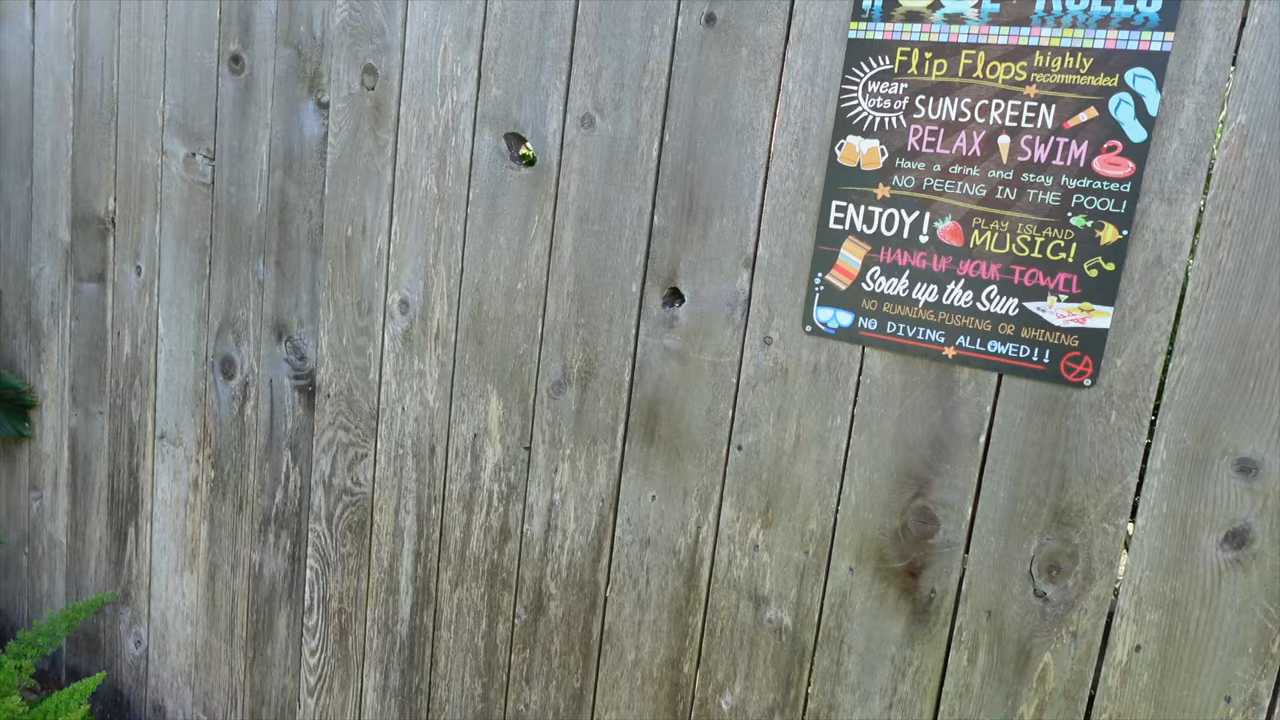 RULES
Flip Flops highly recommended
wear lots of SUNSCREEN
RELAX SWIM
Have a drink and stay hydrated
NO PEEING IN THE POOL!
ENJOY! PLAY ISLAND MUSIC!
HANG UP YOUR TOWEL
Soak up the Sun
NO RUNNING, PUSHING OR WHINING
NO DIVING ALLOWED!!